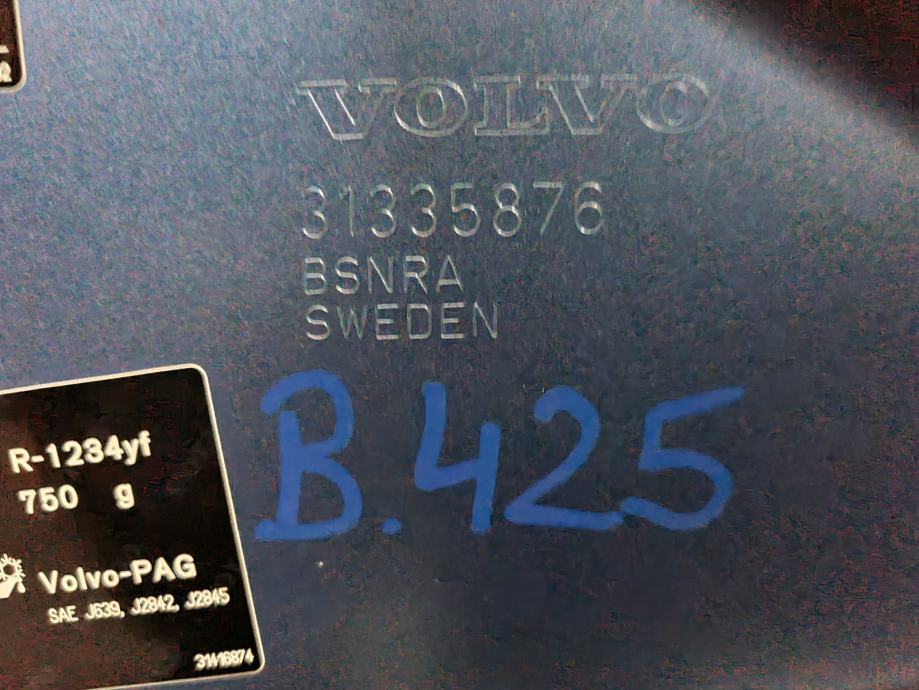 VOLVO
31335876
BSNRA
SWEDEN
B.425
R-1234yf
750 g
Volvo-PAG
SAE J639, J2842, J2845
31416874